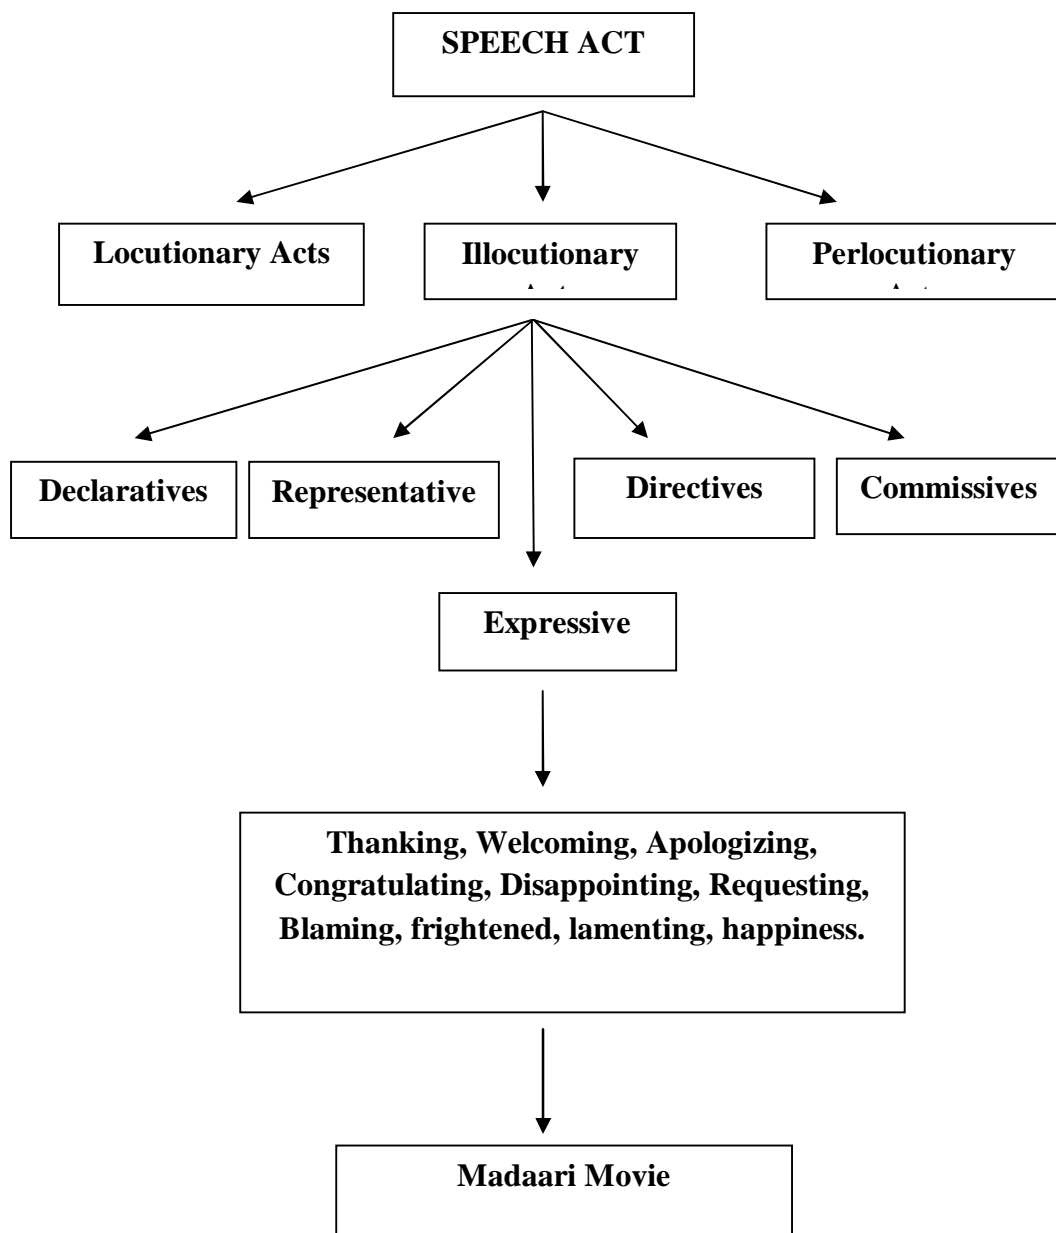 SPEECH ACT
Locutionary Acts
Illocutionary
Perlocutionary
Declaratives
Representative
Directives
Commissives
Expressive
Thanking, Welcoming, Apologizing,
Congratulating, Disappointing, Requesting,
Blaming, frightened, lamenting, happiness.
Madaari Movie